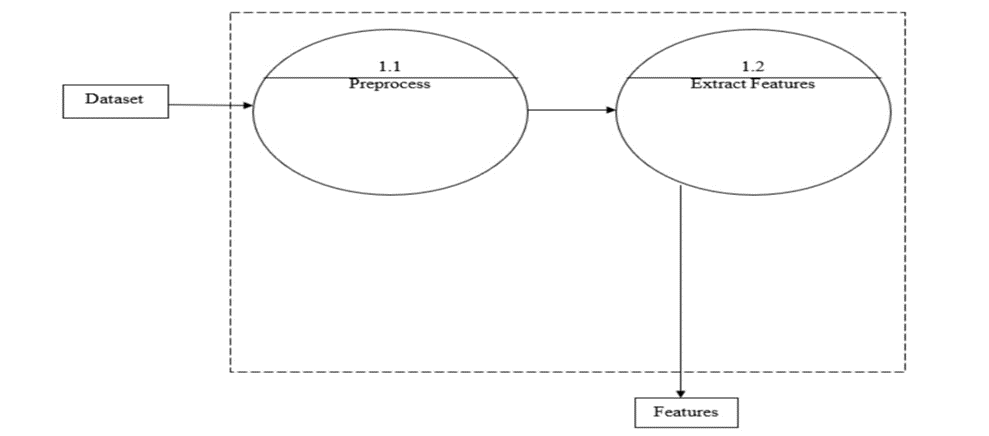 1.1
Preprocess
1.2
Extract Features
Dataset
Features